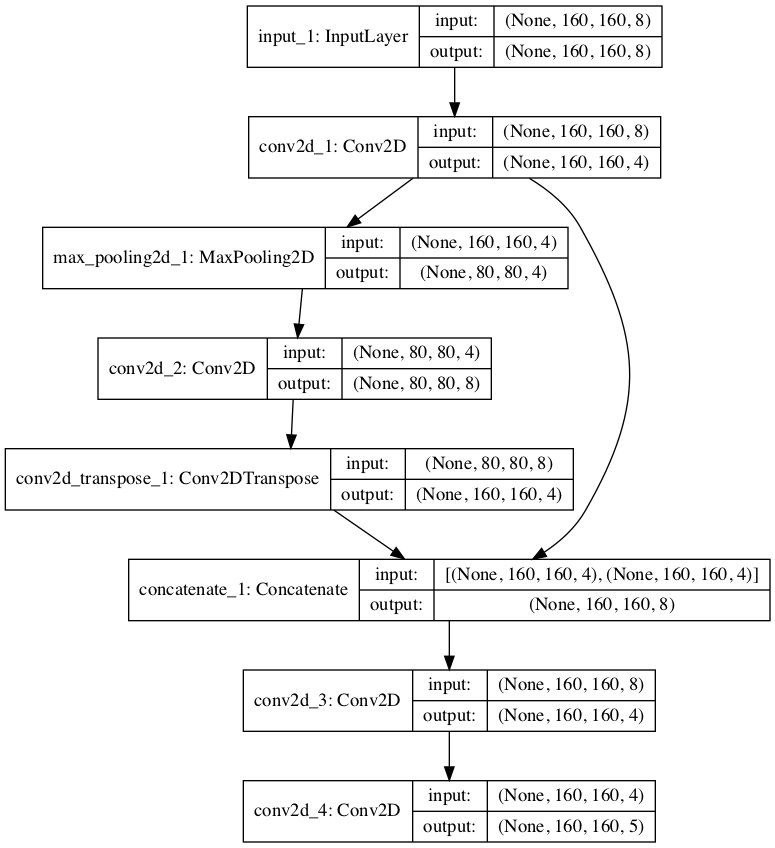 input_1: InputLayer
input: (None, 160, 160, 8)
output: (None, 160, 160, 8)
conv2d_1: Conv2D
input: (None, 160, 160, 8)
output: (None, 160, 160, 4)
max_pooling2d_1: MaxPooling2D
input: (None, 160, 160, 4)
output: (None, 80, 80, 4)
conv2d_2: Conv2D
input: (None, 80, 80, 4)
output: (None, 80, 80, 8)
conv2d_transpose_1: Conv2DTranspose
input: (None, 80, 80, 8)
output: (None, 160, 160, 4)
concatenate_1: Concatenate
input: [(None, 160, 160, 4), (None, 160, 160, 4)]
output: (None, 160, 160, 8)
conv2d_3: Conv2D
input: (None, 160, 160, 8)
output: (None, 160, 160, 4)
conv2d_4: Conv2D
input: (None, 160, 160, 4)
output: (None, 160, 160, 5)